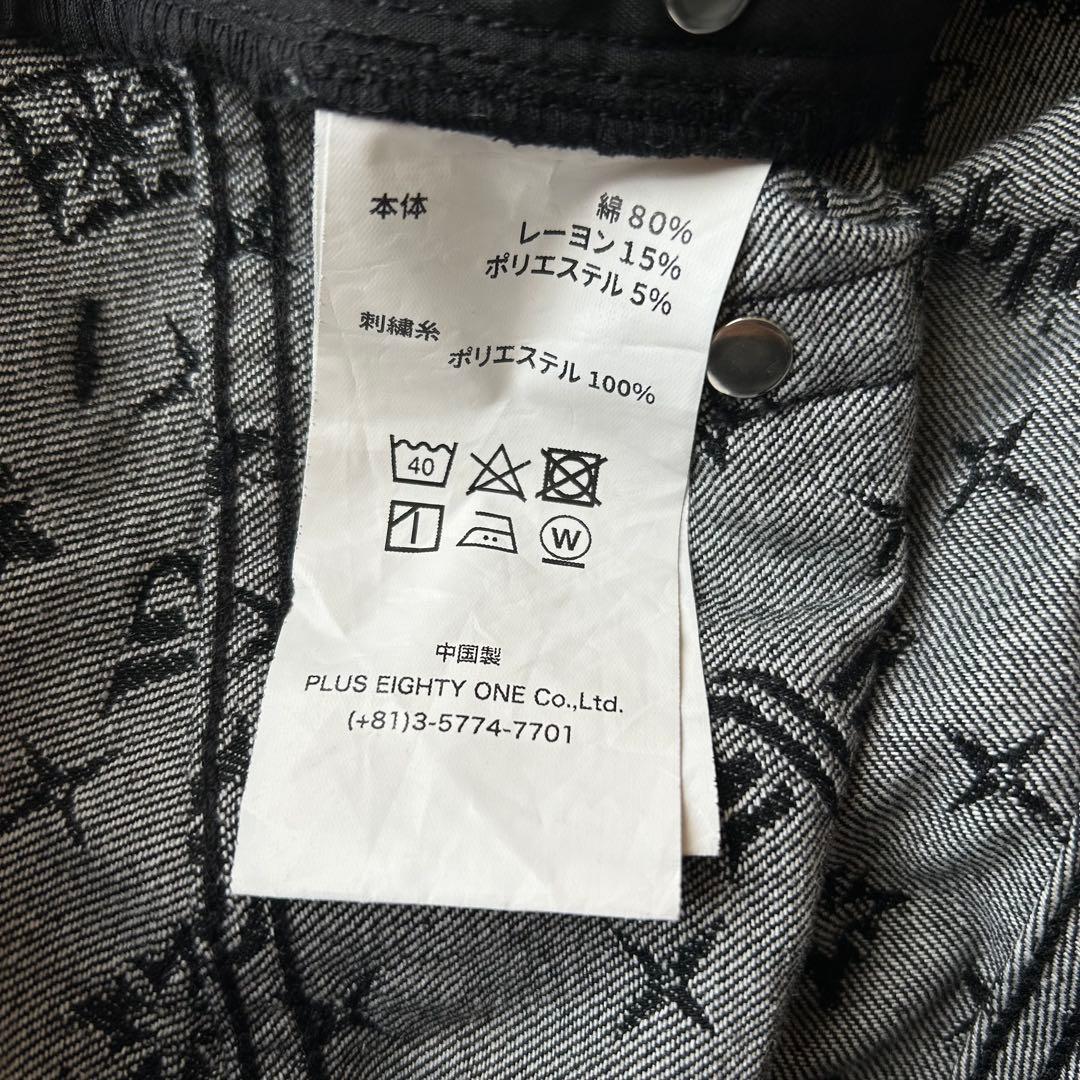 本体
綿 80%
レーヨン 15%
ポリエステル 5%
刺繍糸
ポリエステル 100%
40
W
中国製
PLUS EIGHTY ONE Co.,Ltd.
(+81)3-5774-7701